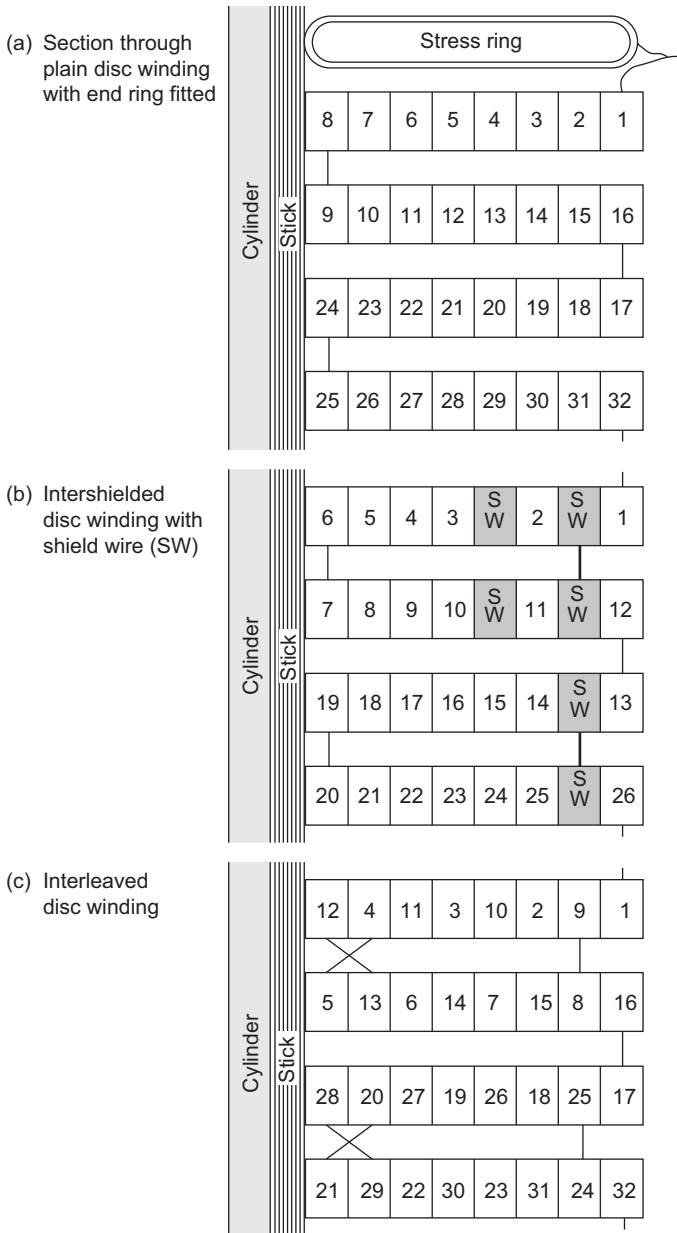 (a) Section through
plain disc winding
with end ring fitted
Cylinder
Stick
Stress ring
8 7 6 5 4 3 2 1
9 10 11 12 13 14 15 16
24 23 22 21 20 19 18 17
25 26 27 28 29 30 31 32
(b) Intershielded
disc winding with
shield wire (SW)
Cylinder
Stick
6 5 4 3 S W 2 S W 1
7 8 9 10 S W 11 S W 12
19 18 17 16 15 14 S W 13
20 21 22 23 24 25 S W 26
(c) Interleaved
disc winding
Cylinder
Stick
12 4 11 3 10 2 9 1
5 13 6 14 7 15 8 16
28 20 27 19 26 18 25 17
21 29 22 30 23 31 24 32